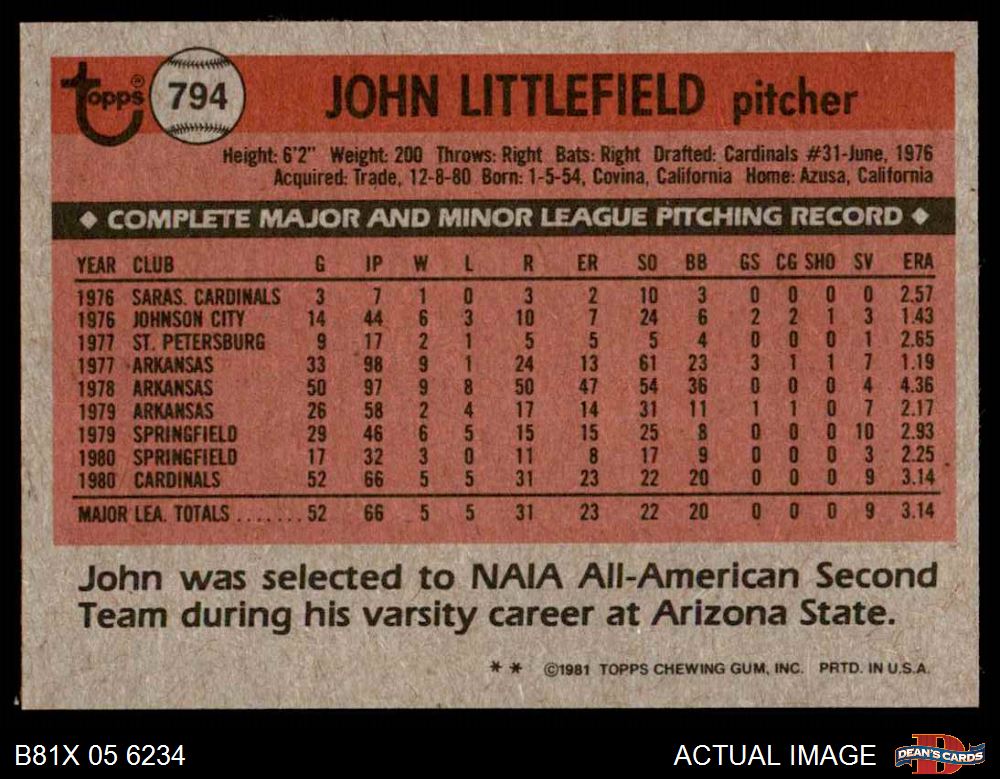 Topps® 794 JOHN LITTLEFIELD pitcher
Height: 6'2" Weight: 200 Throws: Right Bats: Right Drafted: Cardinals #31-June, 1976
Acquired: Trade, 12-8-80 Born: 1-5-54, Covina, California Home: Azusa, California
◆ COMPLETE MAJOR AND MINOR LEAGUE PITCHING RECORD ◆
YEAR CLUB G IP W L R ER SO BB GS CG SHO SV ERA
1976 SARAS. CARDINALS 3 7 1 0 3 2 10 3 0 0 0 0 2.57
1976 JOHNSON CITY 14 44 6 3 10 7 24 6 2 2 1 3 1.43
1977 ST. PETERSBURG 9 17 2 1 5 5 5 4 0 0 0 1 2.65
1977 ARKANSAS 33 98 9 1 24 13 61 23 3 1 1 7 1.19
1978 ARKANSAS 50 97 9 8 50 47 54 36 0 0 0 4 4.36
1979 ARKANSAS 26 58 2 4 17 14 31 11 1 1 0 7 2.17
1979 SPRINGFIELD 29 46 6 5 15 15 25 8 0 0 0 10 2.93
1980 SPRINGFIELD 17 32 3 0 11 8 17 9 0 0 0 3 2.25
1980 CARDINALS 52 66 5 5 31 23 22 20 0 0 0 9 3.14
MAJOR LEA. TOTALS ....... 52 66 5 5 31 23 22 20 0 0 0 9 3.14
John was selected to NAIA All-American Second
Team during his varsity career at Arizona State.
* * ©1981 TOPPS CHEWING GUM, INC. PRTD. IN U.S.A.
B81X 05 6234 ACTUAL IMAGE DEAN'S CARDS